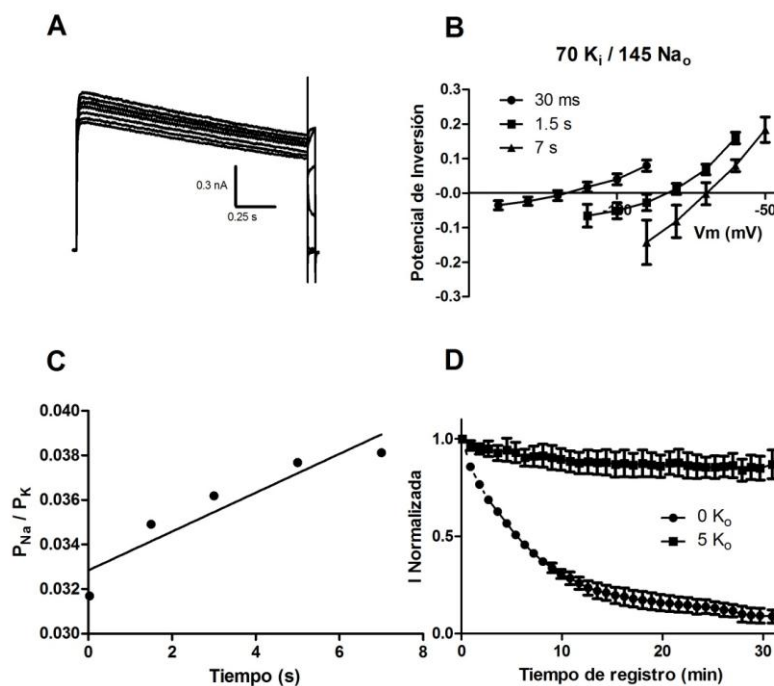 A
0.3 nA
0.25 s
B
70 Ki / 145 Nao
30 ms
1.5 s
7 s
Potencial de Inversión
0.3
0.2
0.1
-0.0
-0.1
-0.2
-0.3
-50
Vm (mV)
C
PNa / PK
0.040
0.038
0.036
0.034
0.032
0.030
0 2 4 6 8
Tiempo (s)
D
I Normalizada
1.0
0.5
0.0
0 Ko
5 Ko
0 10 20 30
Tiempo de registro (min)